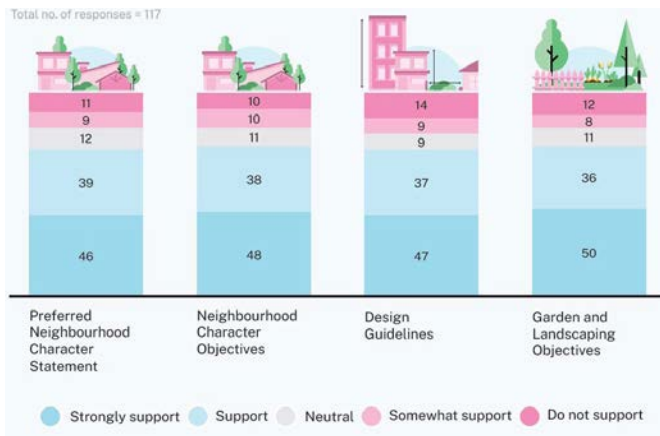 Total no. of responses = 117
11 10 14 12
9 10 9 8
12 11 9 11
39 38 37 36
46 48 47 50
Preferred
Neighbourhood
Character
Statement
Neighbourhood
Character
Objectives
Design
Guidelines
Garden and
Landscaping
Objectives
Strongly support Support Neutral Somewhat support Do not support